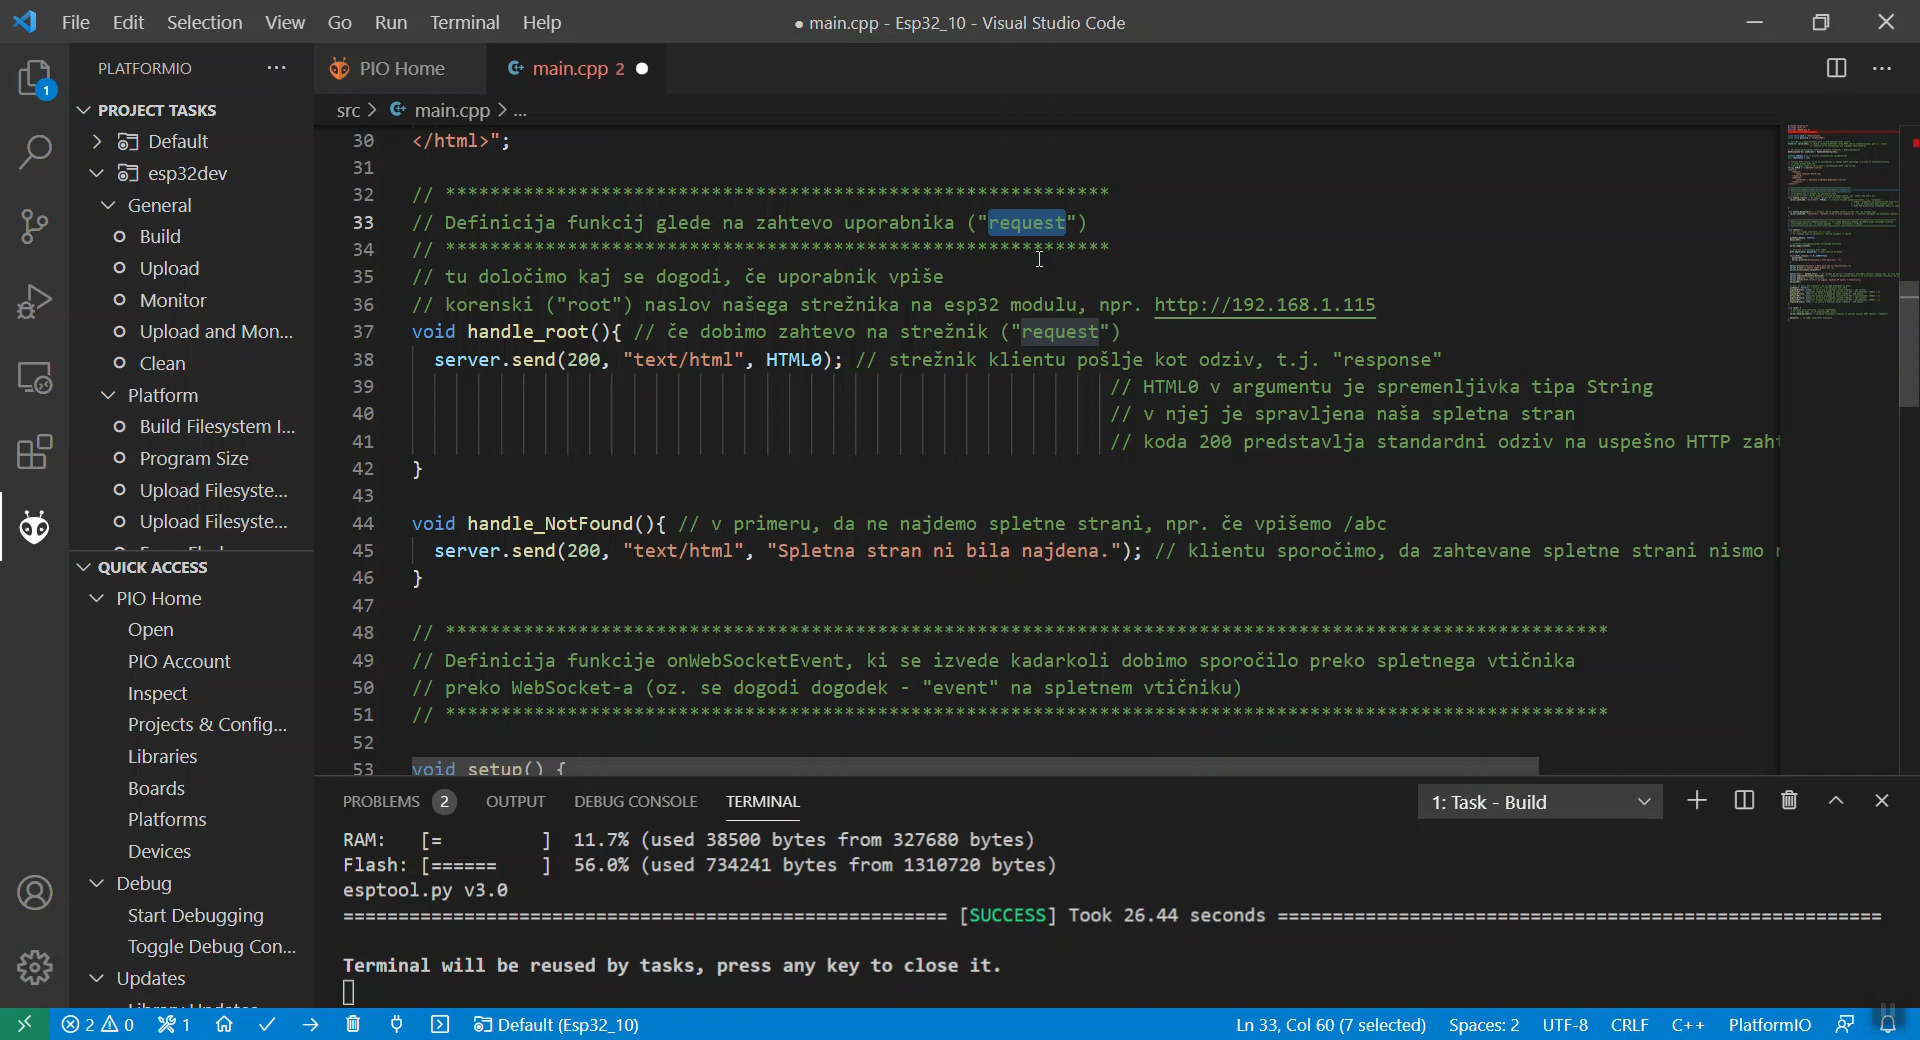 File Edit Selection View Go Run Terminal Help
● main.cpp - Esp32_10 - Visual Studio Code
1
PLATFORMIO ···
PROJECT TASKS
Default
esp32dev
General
Build
Upload
Monitor
Upload and Mon...
Clean
Platform
Build Filesystem I...
Program Size
Upload Filesyste...
Upload Filesyste...
QUICK ACCESS
PIO Home
Open
PIO Account
Inspect
Projects & Config...
Libraries
Boards
Platforms
Devices
Debug
Start Debugging
Toggle Debug Con...
Updates
PIO Home
main.cpp 2 ●
src > main.cpp > ...
30 </html>";
31
32 // ************************************************************
33 // Definicija funkcij glede na zahtevo uporabnika ("request")
34 // ************************************************************
35 // tu določimo kaj se dogodi, če uporabnik vpiše
36 // korenski ("root") naslov našega strežnika na esp32 modulu, npr. http://192.168.1.115
37 void handle_root(){ // če dobimo zahtevo na strežnik ("request")
38 server.send(200, "text/html", HTML0); // strežnik klientu pošlje kot odziv, t.j. "response"
39 // HTML0 v argumentu je spremenljivka tipa String
40 // v njej je spravljena naša spletna stran
41 // koda 200 predstavlja standardni odziv na uspešno HTTP zah
42 }
43
44 void handle_NotFound(){ // v primeru, da ne najdemo spletne strani, npr. če vpišemo /abc
45 server.send(200, "text/html", "Spletna stran ni bila najdena."); // klientu sporočimo, da zahtevane spletne strani nismo
46 }
47
48 // *********************************************************************************************************
49 // Definicija funkcije onWebSocketEvent, ki se izvede kadarkoli dobimo sporočilo preko spletnega vtičnika
50 // preko WebSocket-a (oz. se dogodi dogodek - "event" na spletnem vtičniku)
51 // *********************************************************************************************************
52
53 void setup() {
PROBLEMS 2 OUTPUT DEBUG CONSOLE TERMINAL
1: Task - Build
RAM: [= ] 11.7% (used 38500 bytes from 327680 bytes)
Flash: [====== ] 56.0% (used 734241 bytes from 1310720 bytes)
esptool.py v3.0
======================================================= [SUCCESS] Took 26.44 seconds =======================================================
Terminal will be reused by tasks, press any key to close it.
2 0 1 Default (Esp32_10)
Ln 33, Col 60 (7 selected) Spaces: 2 UTF-8 CRLF C++ PlatformIO